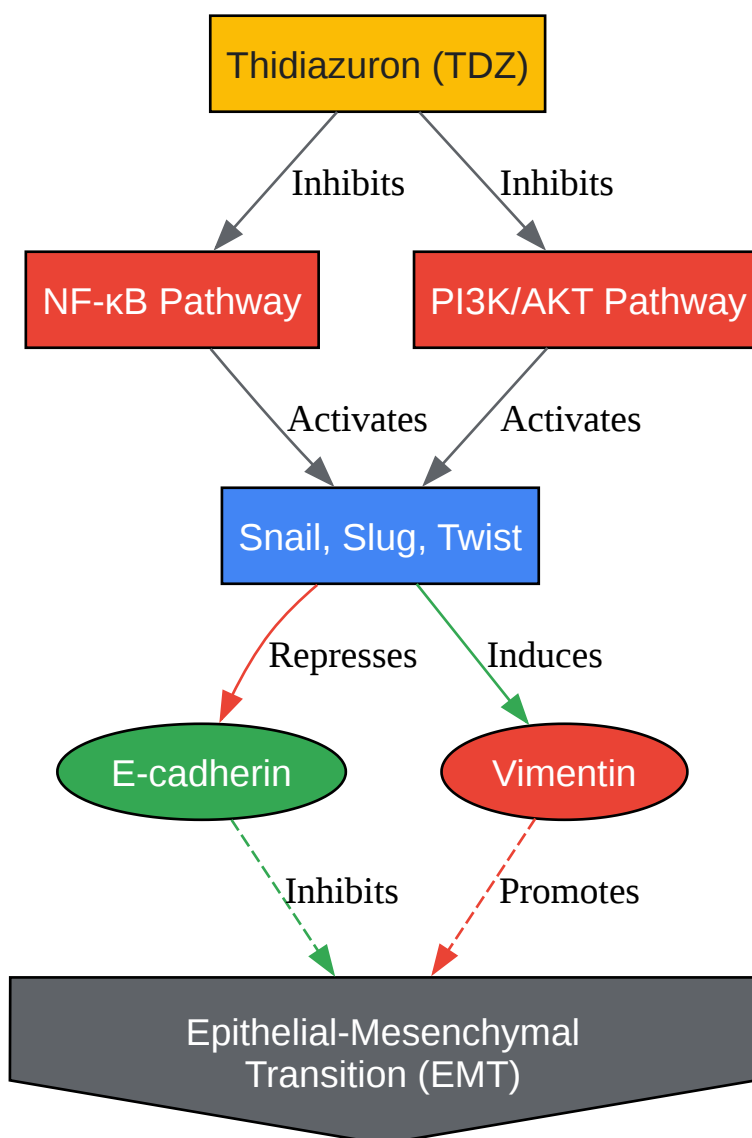 Thidiazuron (TDZ)
Inhibits
Inhibits
NF-κB Pathway
PI3K/AKT Pathway
Activates
Activates
Snail, Slug, Twist
Represses
Induces
E-cadherin
Vimentin
Inhibits
Promotes
Epithelial-Mesenchymal
Transition (EMT)